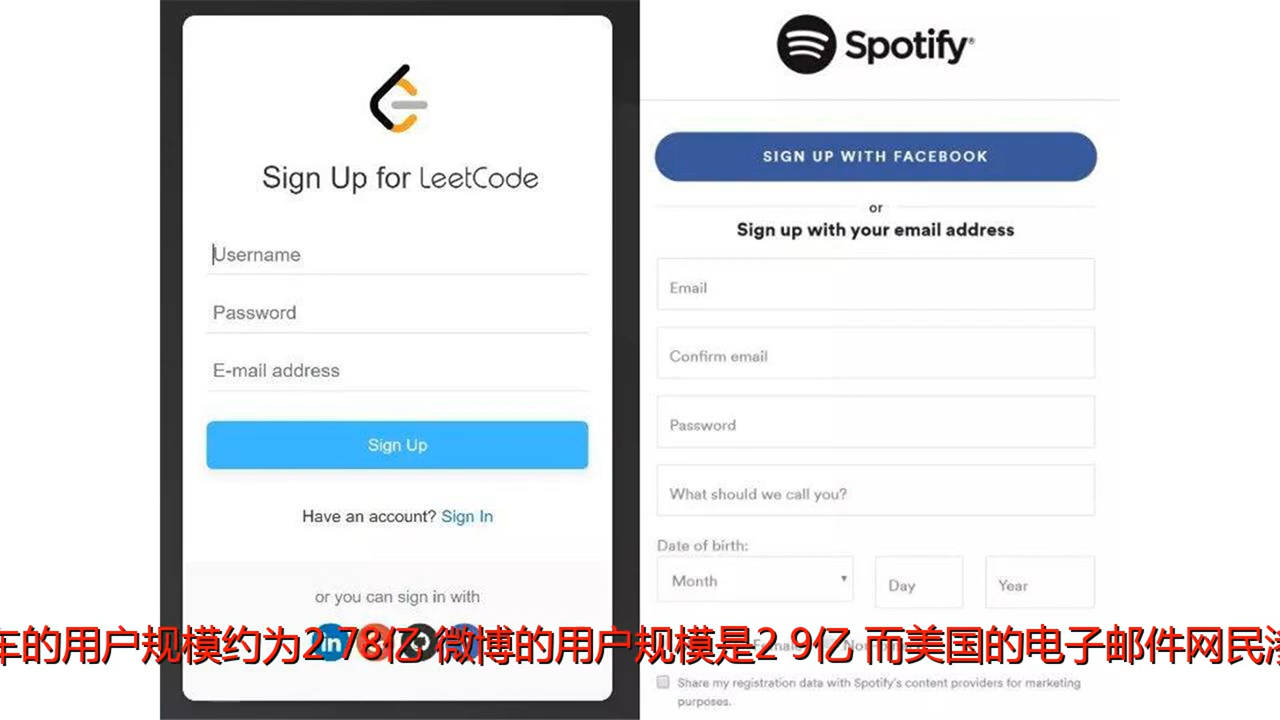 Sign Up for LeetCode
Username
Password
E-mail address
Sign Up
Have an account? Sign In
or you can sign in with
in
Spotify®
SIGN UP WITH FACEBOOK
or
Sign up with your email address
Email
Confirm email
Password
What should we call you?
Date of birth:
Month
Day
Year
Share my registration data with Spotify's content providers for marketing
purposes.
车的用户规模约为2 78亿 微博的用户规模是2 9亿 而美国的电子邮件网民渗